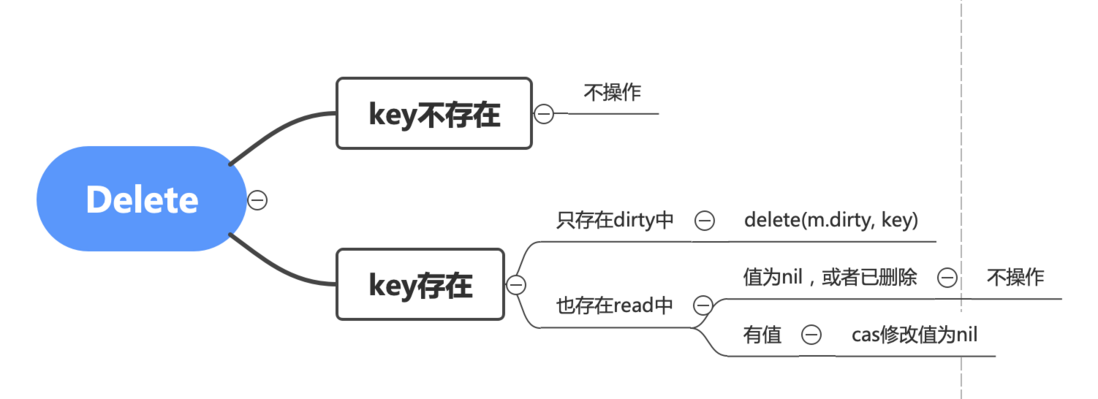 Delete
key不存在
不操作
key存在
只存在dirty中
delete(m.dirty, key)
也存在read中
值为nil，或者已删除
不操作
有值
cas修改值为nil